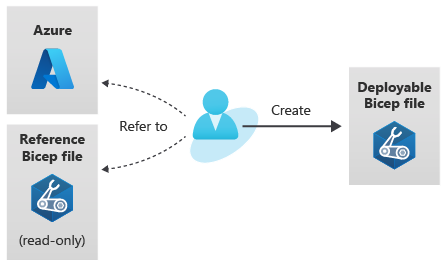 Azure
Reference
Bicep file
(read-only)
Refer to
Create
Deployable
Bicep file